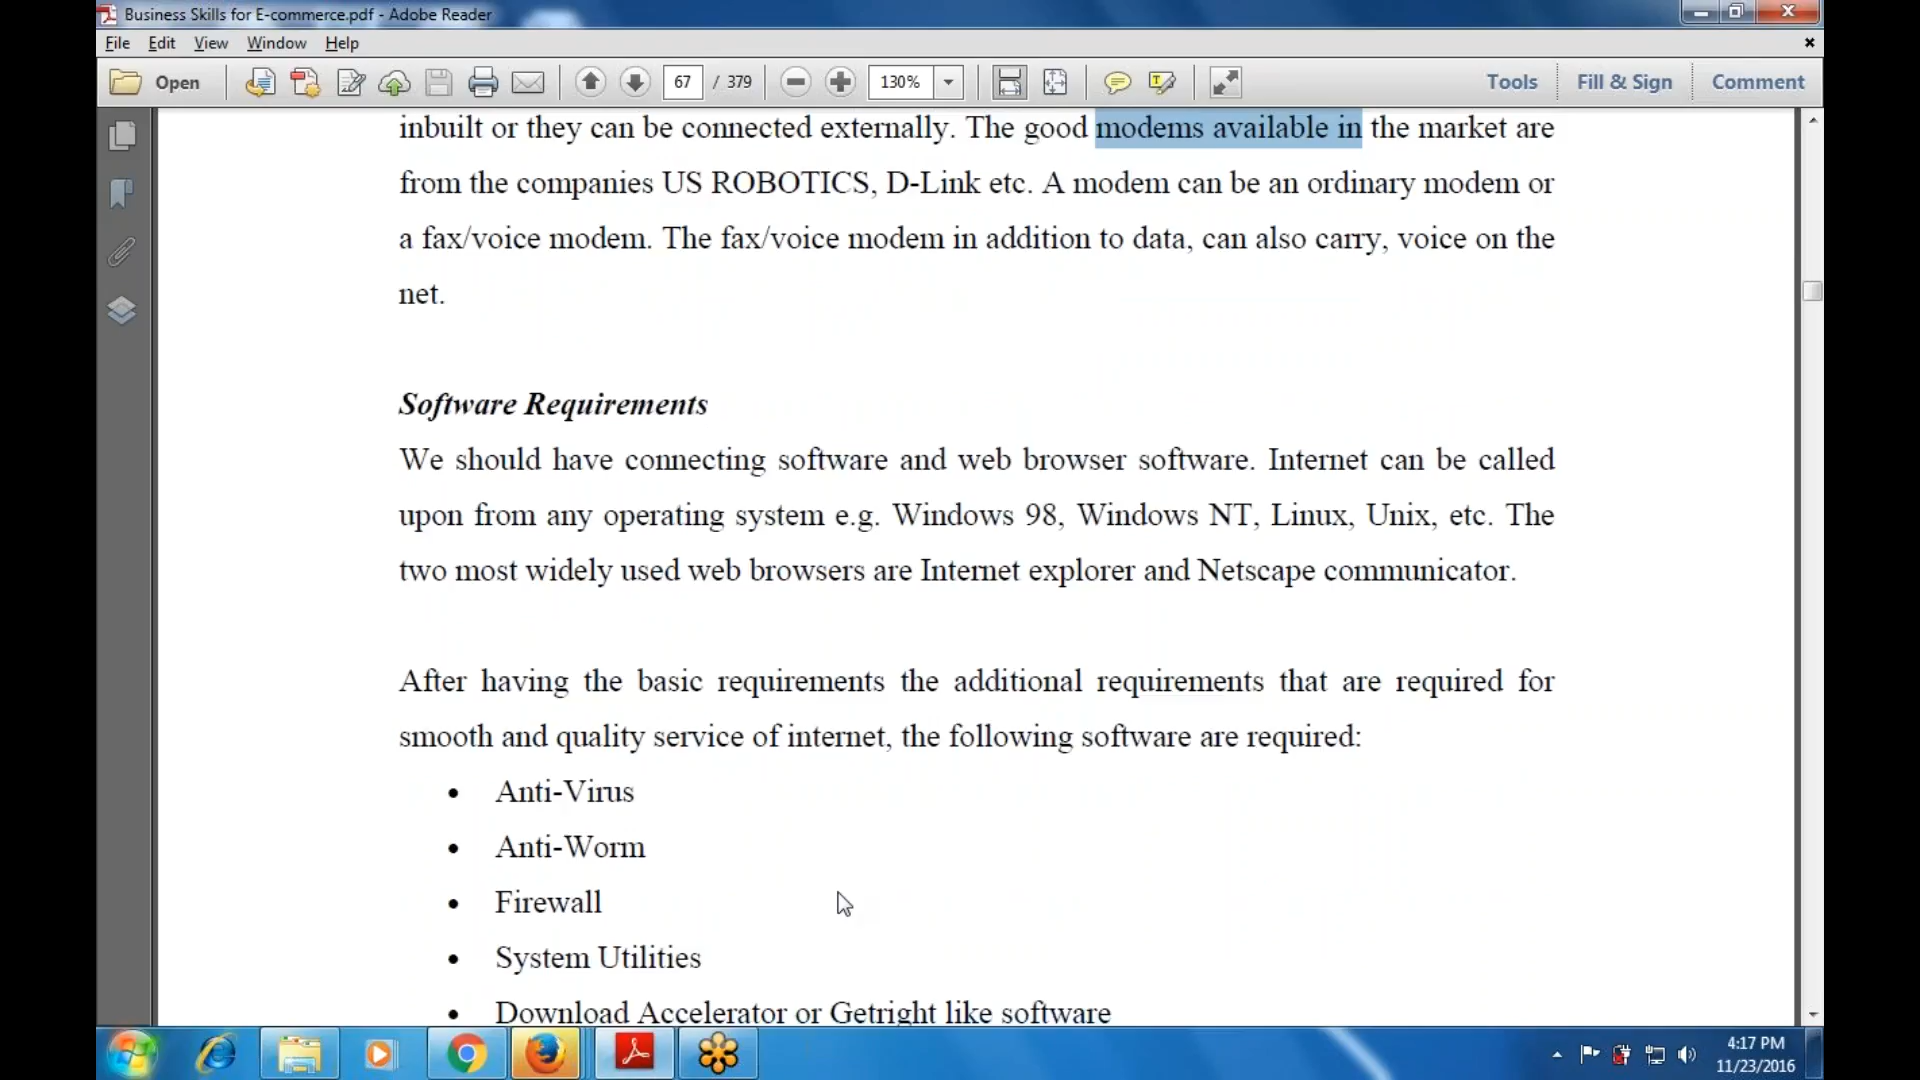 Business Skills for E-commerce.pdf - Adobe Reader
File Edit View Window Help
Open 67 / 379 130% Tools Fill & Sign Comment
inbuilt or they can be connected externally. The good modems available in the market are
from the companies US ROBOTICS, D-Link etc. A modem can be an ordinary modem or
a fax/voice modem. The fax/voice modem in addition to data, can also carry, voice on the
net.
Software Requirements
We should have connecting software and web browser software. Internet can be called
upon from any operating system e.g. Windows 98, Windows NT, Linux, Unix, etc. The
two most widely used web browsers are Internet explorer and Netscape communicator.
After having the basic requirements the additional requirements that are required for
smooth and quality service of internet, the following software are required:
• Anti-Virus
• Anti-Worm
• Firewall
• System Utilities
• Download Accelerator or Getright like software
4:17 PM
11/23/2016